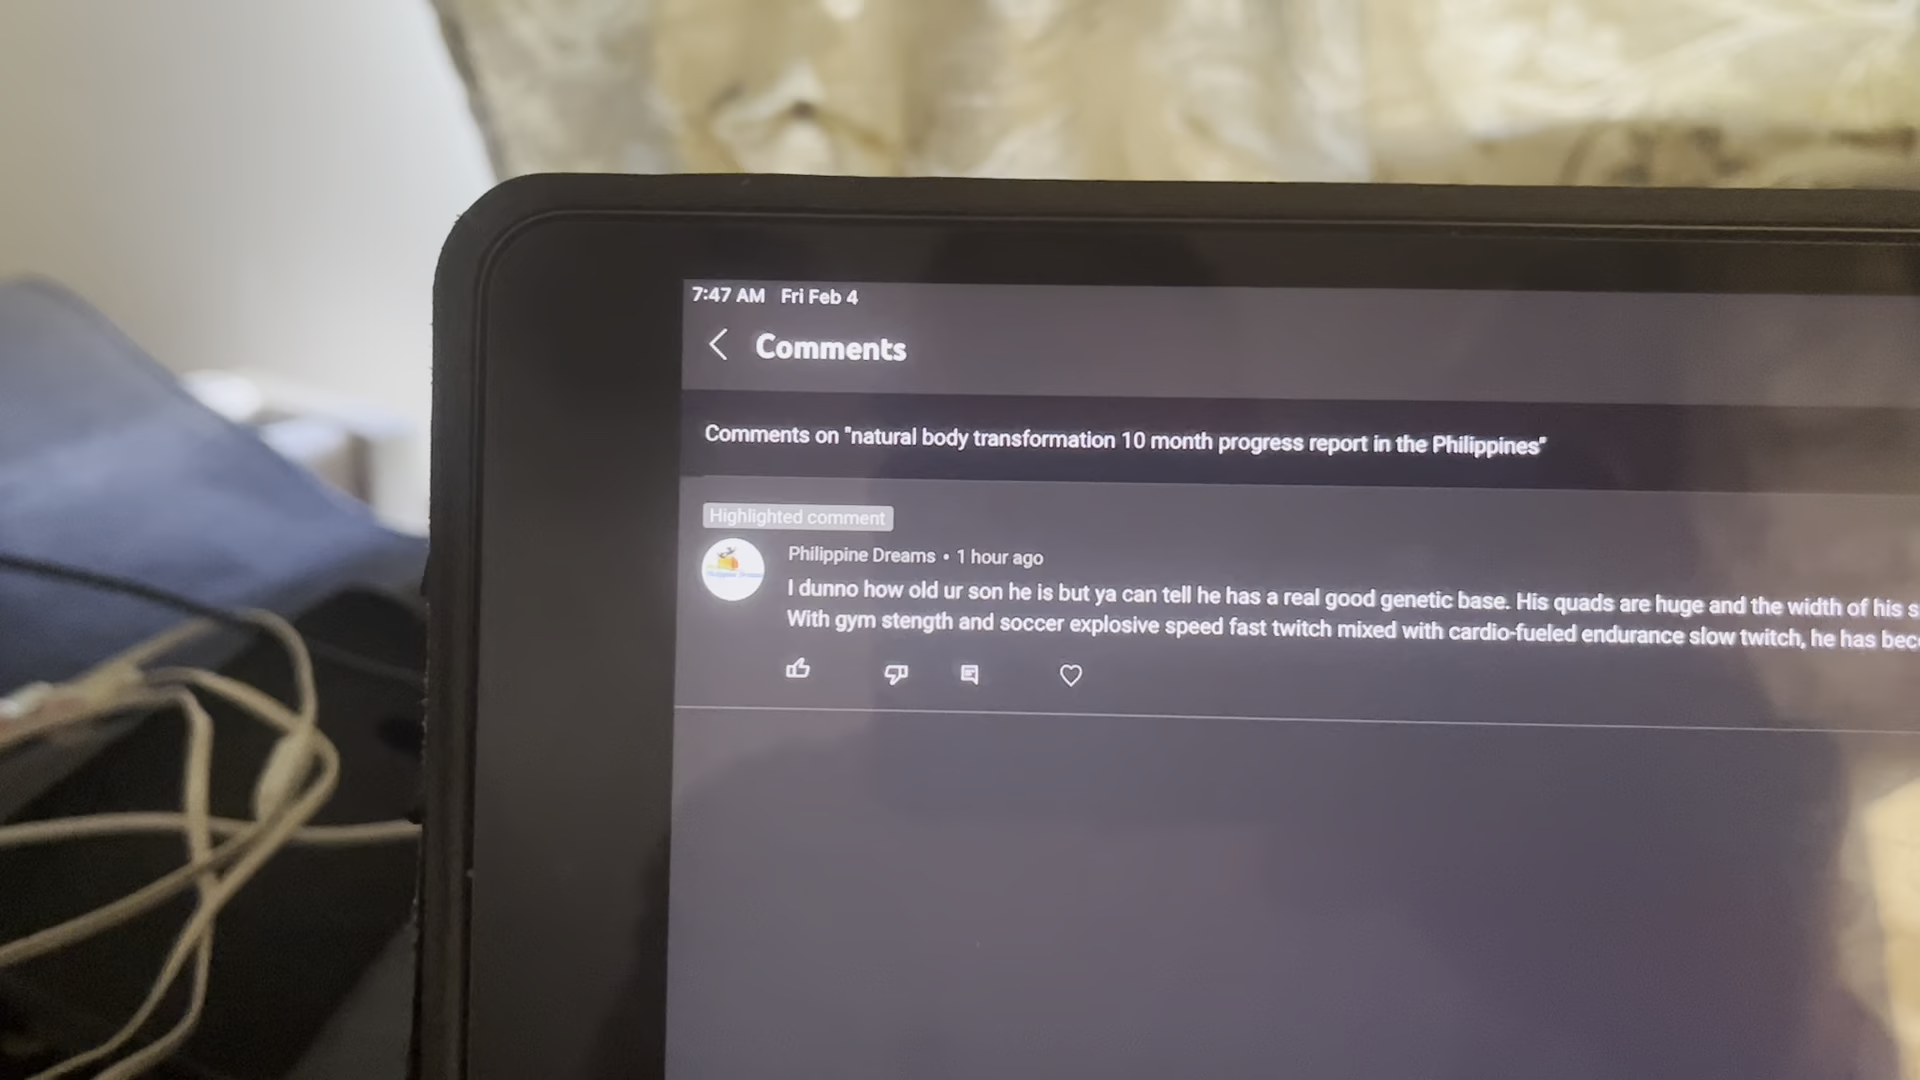 7:47 AM Fri Feb 4
Comments
Comments on "natural body transformation 10 month progress report in the Philippines"
Highlighted comment
Philippine Dreams • 1 hour ago
I dunno how old ur son he is but ya can tell he has a real good genetic base. His quads are huge and the width of his s
With gym stength and soccer explosive speed fast twitch mixed with cardio-fueled endurance slow twitch, he has bec